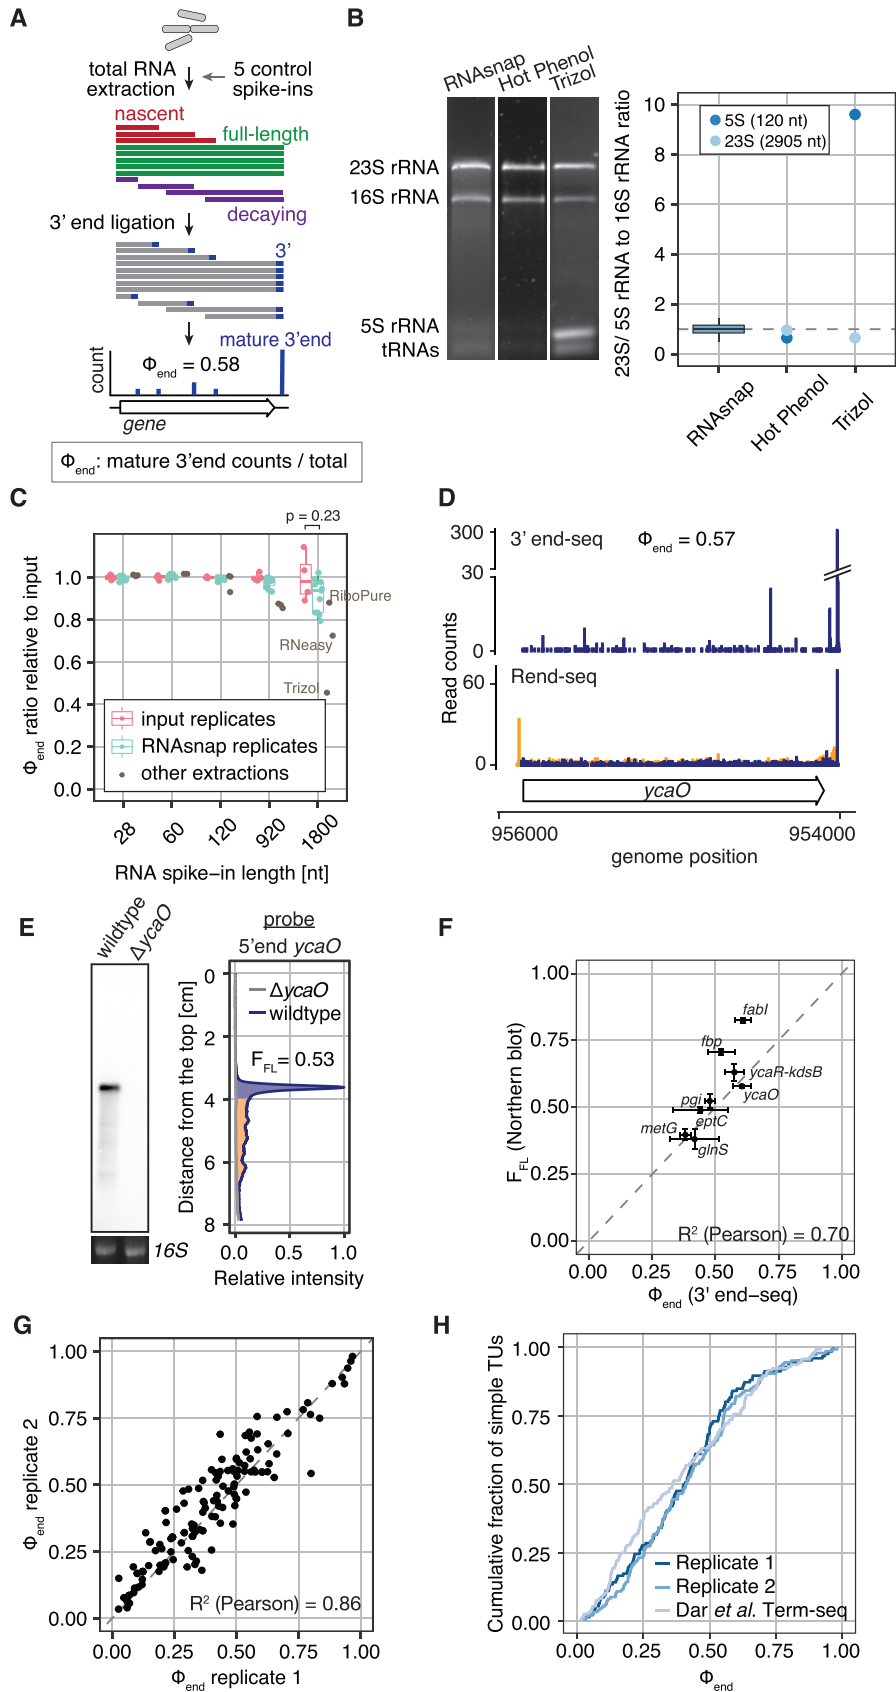 A
total RNA
extraction
5 control
spike-ins
nascent
full-length
decaying
3' end ligation
3'
mature 3'end
count
Φend = 0.58
gene
Φend: mature 3'end counts / total
B
RNAsnap
Hot Phenol
Trizol
23S rRNA
16S rRNA
5S rRNA
tRNAs
23S/ 5S rRNA to 16S rRNA ratio
10
8
6
4
2
0
5S (120 nt)
23S (2905 nt)
RNAsnap
Hot Phenol
Trizol
C
p = 0.23
Φend ratio relative to input
1.0
0.8
0.6
0.4
0.2
0.0
RiboPure
RNeasy
Trizol
input replicates
RNAsnap replicates
other extractions
28
60
120
920
1800
RNA spike−in length [nt]
D
300
30
0
3' end-seq
Φend = 0.57
Read counts
60
0
Rend-seq
ycaO
956000
954000
genome position
E
wildtype
ΔycaO
16S
probe
5'end ycaO
Distance from the top [cm]
0
2
4
6
8
ΔycaO
wildtype
FFL= 0.53
0.0
0.5
1.0
Relative intensity
F
FFL (Northern blot)
1.00
0.75
0.50
0.25
0.00
fabI
fbp
ycaR-kdsB
ycaO
pgi
eptC
metG
glnS
R2 (Pearson) = 0.70
0.00
0.25
0.50
0.75
1.00
Φend (3' end−seq)
G
Φend replicate 2
1.00
0.75
0.50
0.25
0.00
R2 (Pearson) = 0.86
0.00
0.25
0.50
0.75
1.00
Φend replicate 1
H
Cumulative fraction of simple TUs
1.00
0.75
0.50
0.25
0.00
Replicate 1
Replicate 2
Dar et al. Term-seq
0.00
0.25
0.50
0.75
1.00
Φend